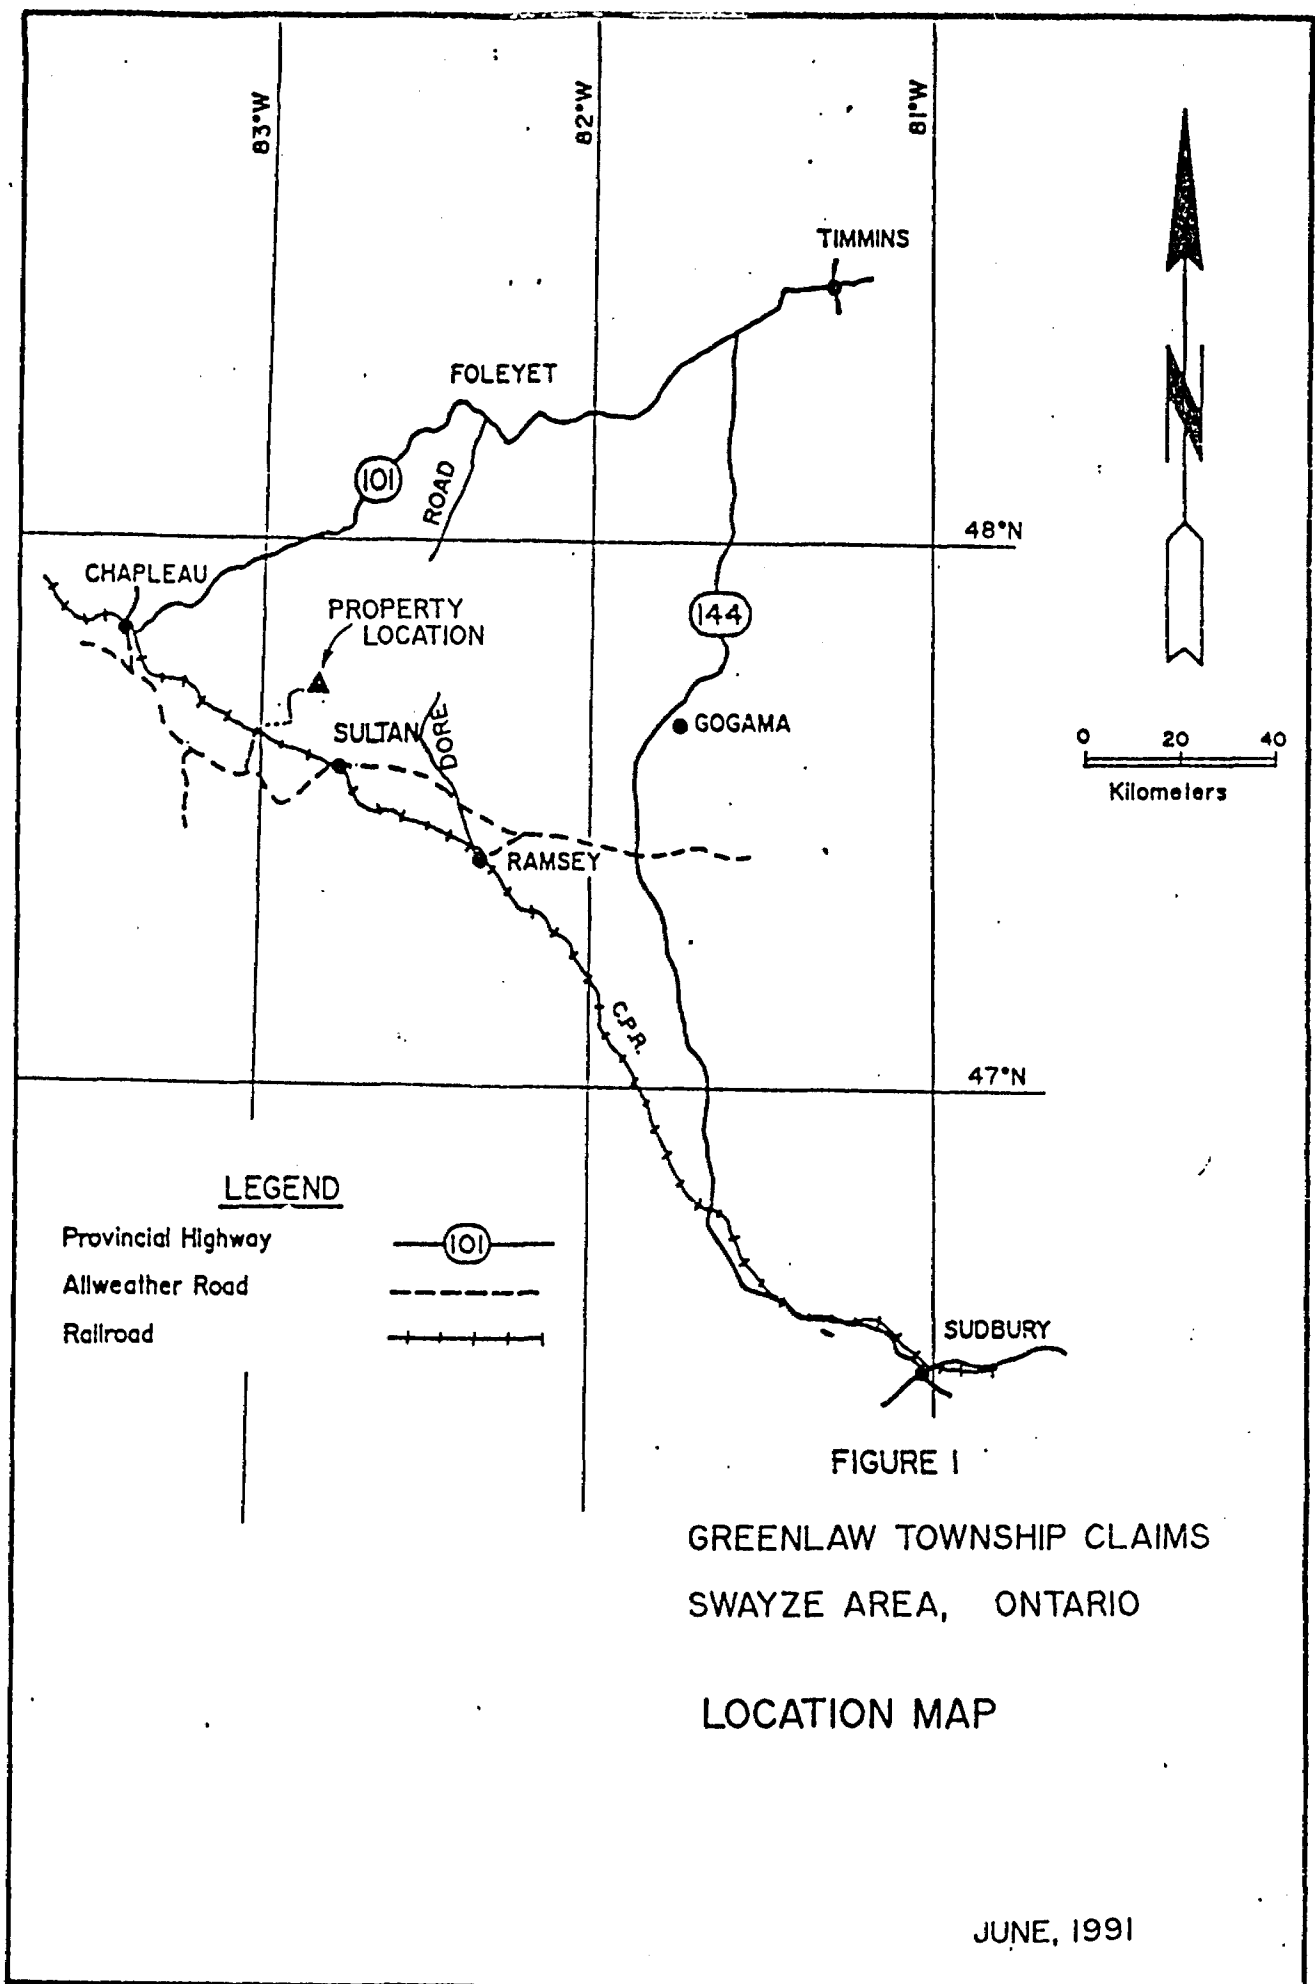 83°W
82°W
81°W
TIMMINS
FOLEYET
101
ROAD
N
48°N
CHAPLEAU
PROPERTY
LOCATION
144
SULTAN
DORE
GOGAMA
0 20 40
Kilometers
RAMSEY
C.P.R.
47°N
LEGEND
Provincial Highway
101
Allweather Road
Railroad
SUDBURY
FIGURE 1
GREENLAW TOWNSHIP CLAIMS
SWAYZE AREA, ONTARIO
LOCATION MAP
JUNE, 1991